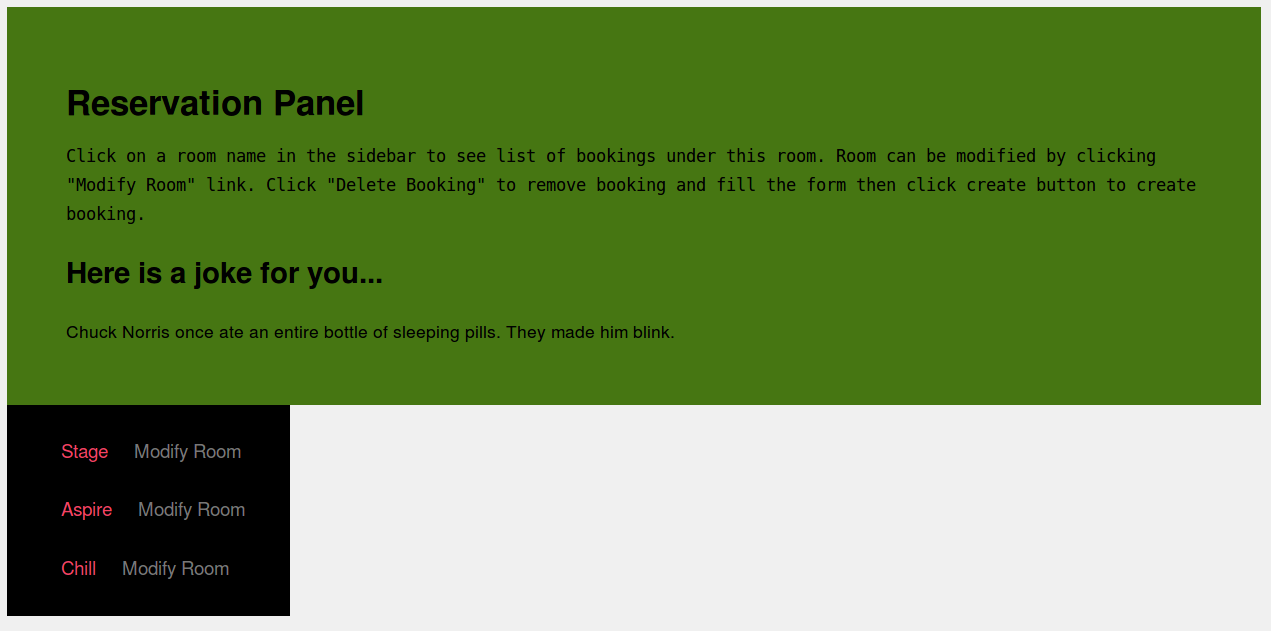 Reservation Panel
Click on a room name in the sidebar to see list of bookings under this room. Room can be modified by clicking
"Modify Room" link. Click "Delete Booking" to remove booking and fill the form then click create button to create
booking.
Here is a joke for you...
Chuck Norris once ate an entire bottle of sleeping pills. They made him blink.
Stage Modify Room
Aspire Modify Room
Chill Modify Room